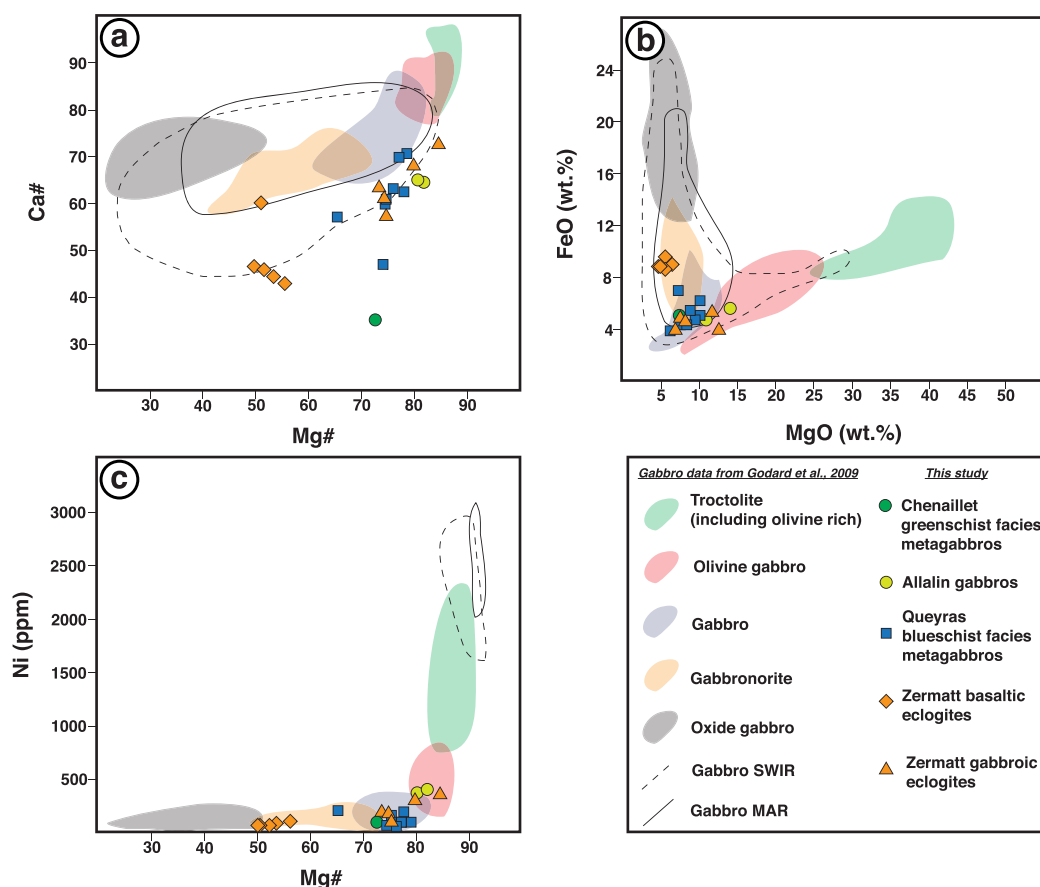 a
90
80
70
60
50
40
30
Ca#
30 40 50 60 70 80 90
Mg#
b
24
20
16
12
8
4
FeO (wt.%)
5 10 15 20 25 30 35 40 45 50
MgO (wt.%)
c
3000
2500
2000
1500
1000
500
Ni (ppm)
30 40 50 60 70 80 90
Mg#
Gabbro data from Godard et al., 2009
Troctolite
(including olivine rich)
Olivine gabbro
Gabbro
Gabbronorite
Oxide gabbro
Gabbro SWIR
Gabbro MAR
This study
Chenaillet
greenschist facies
metagabbros
Allalin gabbros
Queyras
blueschist facies
metagabbros
Zermatt basaltic
eclogites
Zermatt gabbroic
eclogites